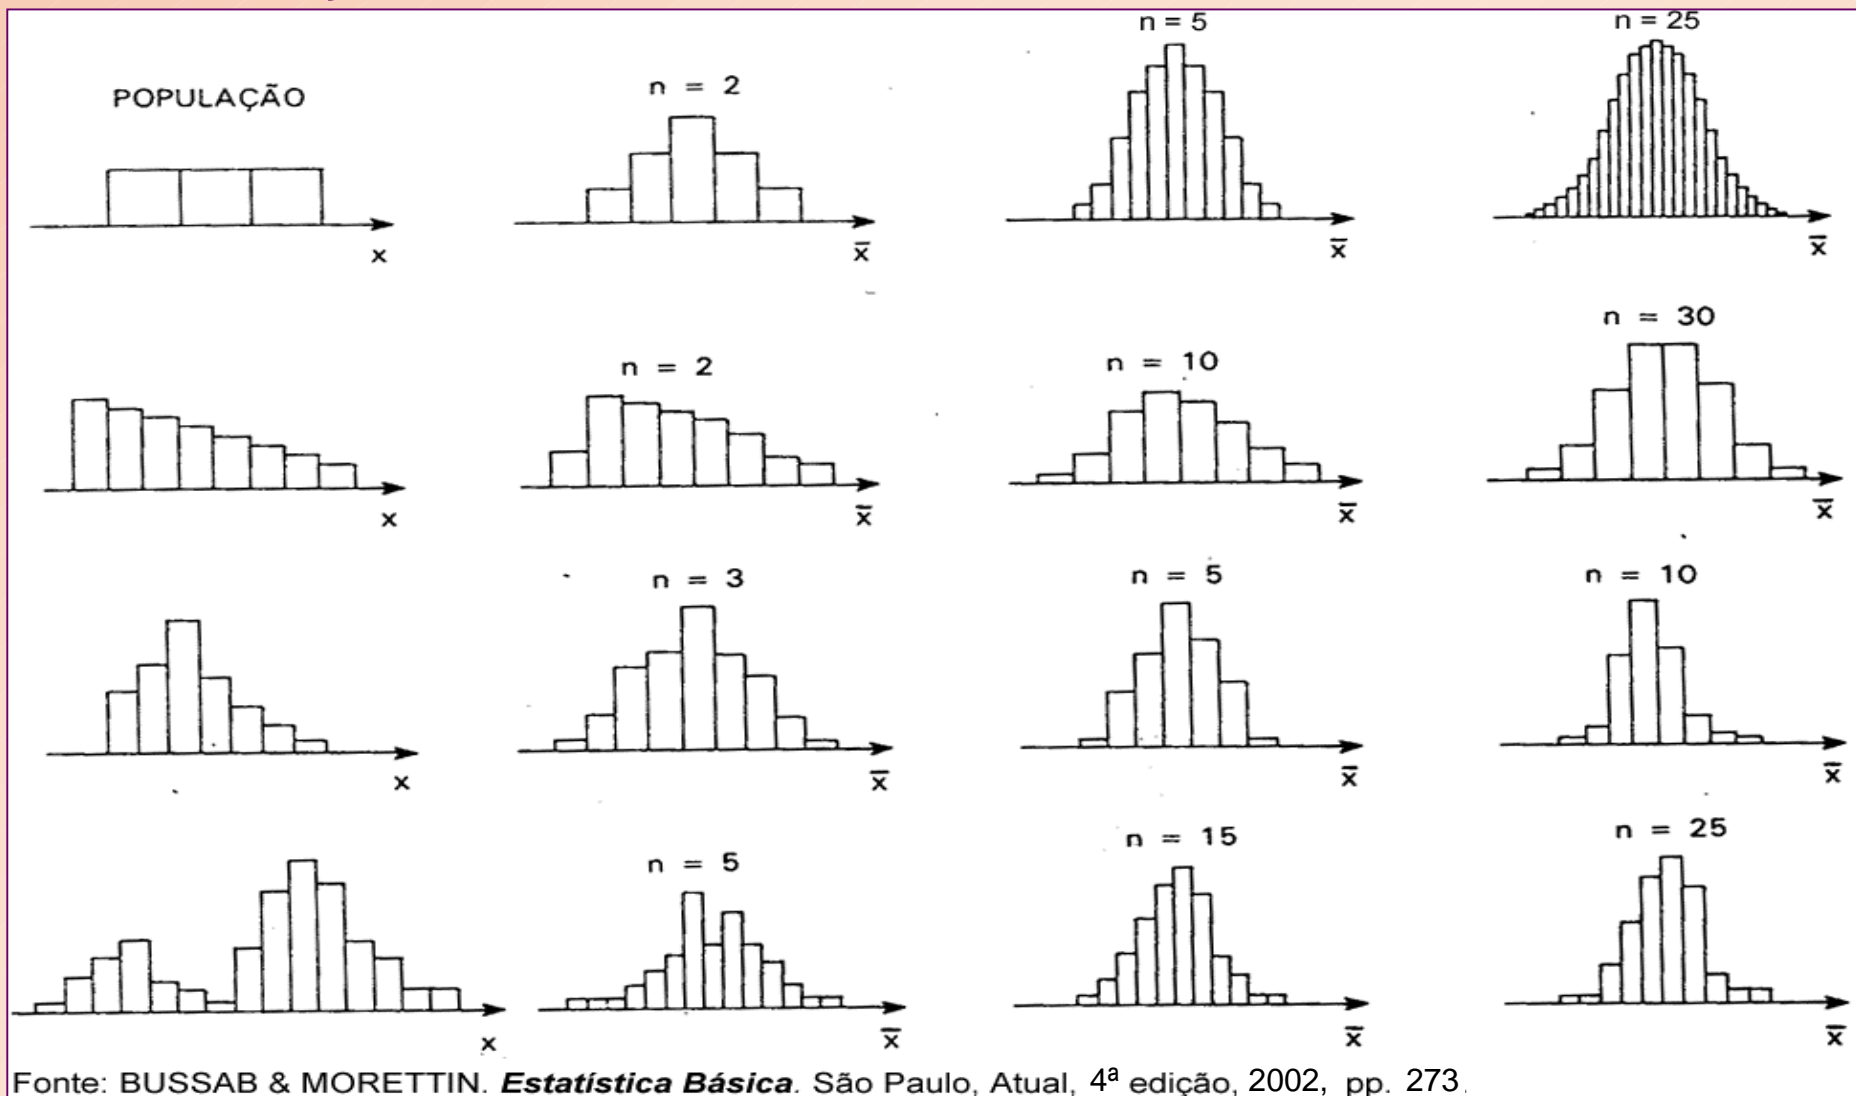 n = 5
n = 25
POPULAÇÃO
n = 2
x
x̄
x̄
x̄
n = 2
n = 10
n = 30
x
x̄
x̄
x̄
n = 3
n = 5
n = 10
x
x̄
x̄
x̄
n = 5
n = 15
n = 25
x
x̄
x̄
x̄
Fonte: BUSSAB & MORETTIN. Estatística Básica. São Paulo, Atual, 4ª edição, 2002, pp. 273.